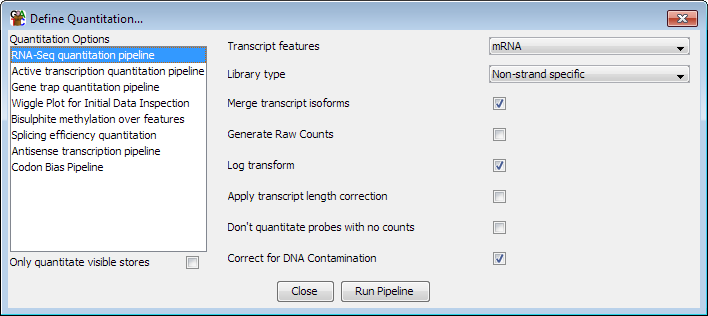 Define Quantitation...
Quantitation Options
RNA-Seq quantitation pipeline
Active transcription quantitation pipeline
Gene trap quantitation pipeline
Wiggle Plot for Initial Data Inspection
Bisulphite methylation over features
Splicing efficiency quantitation
Antisense transcription pipeline
Codon Bias Pipeline
Only quantitate visible stores
Transcript features mRNA
Library type Non-strand specific
Merge transcript isoforms
Generate Raw Counts
Log transform
Apply transcript length correction
Don't quantitate probes with no counts
Correct for DNA Contamination
Close Run Pipeline